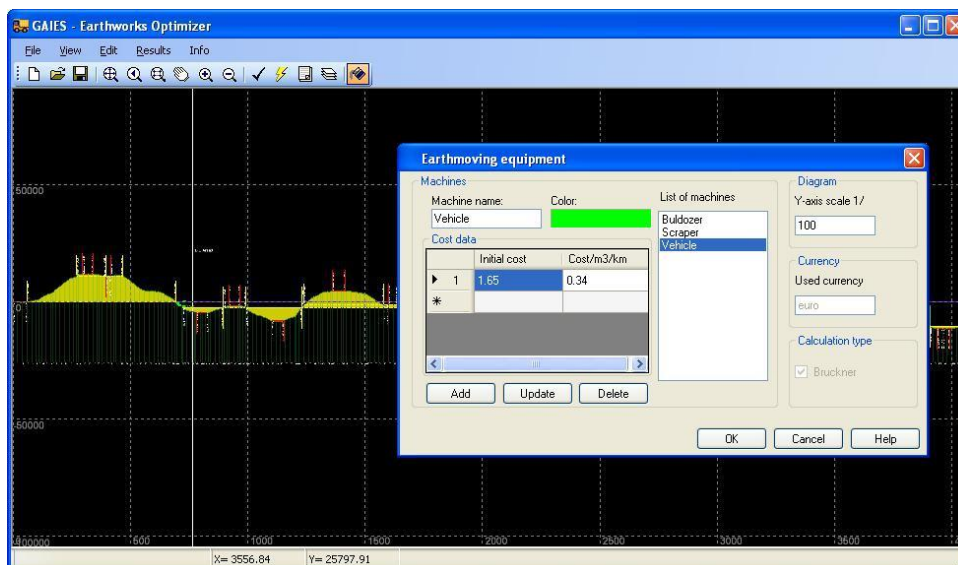 GAIES - Earthworks Optimizer
File View Edit Results Info
Earthmoving equipment
Machines
Machine name:
Color:
List of machines
Vehicle
Buldozer
Scraper
Vehicle
Cost data
Initial cost Cost/m3/km
1 1.65 0.34
Add Update Delete
Diagram
Y-axis scale 1/
100
Currency
Used currency
euro
Calculation type
Bruckner
OK Cancel Help
50000
0
50000
100000
500 1000 1500 2000 2500 3000 3500
X= 3556.84 Y= 25797.91